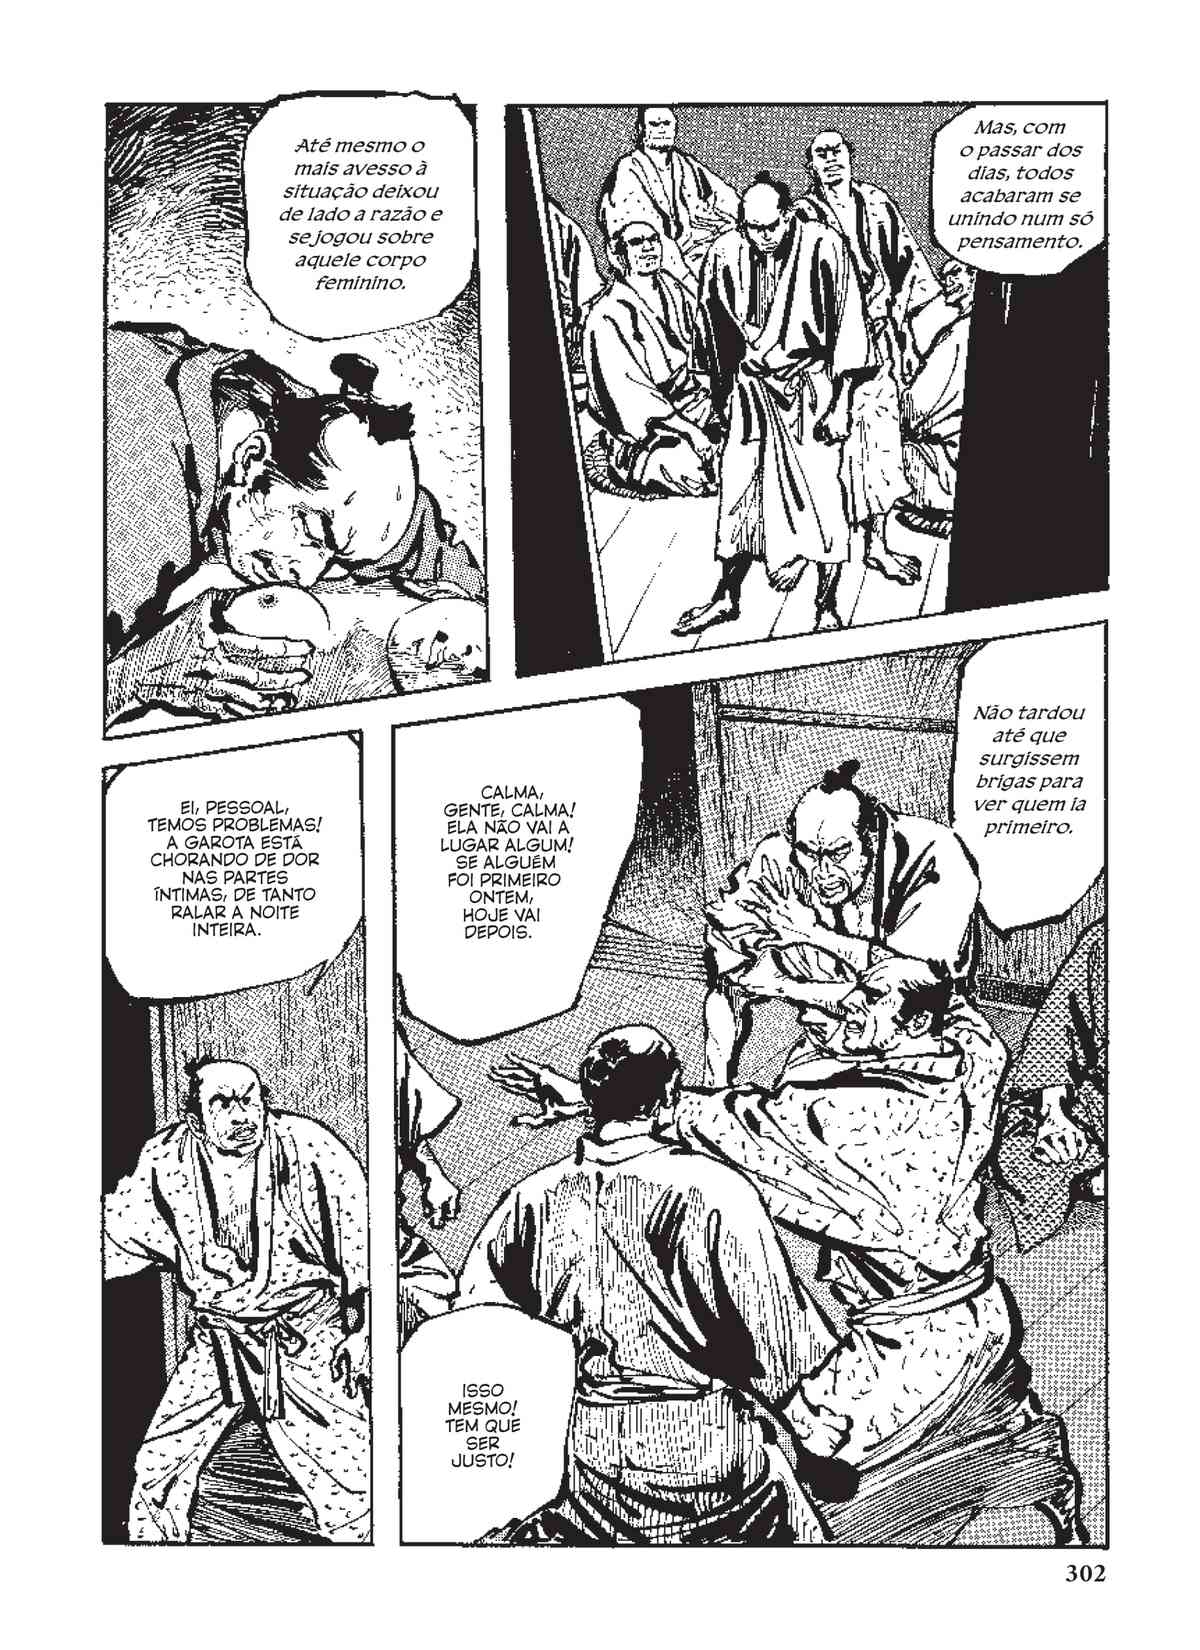 Mas, com
o passar dos
dias, todos
acabaram se
unindo num só
pensamento.
Até mesmo o
mais avesso à
situação deixou
de lado a razão e
se jogou sobre
aquele corpo
feminino.
Não tardou
até que
surgissem
brigas para
ver quem ia
primeiro.
CALMA,
GENTE, CALMA!
ELA NÃO VAI A
LUGAR ALGUM!
SE ALGUÉM
FOI PRIMEIRO
ONTEM,
HOJE VAI
DEPOIS.
ISSO
MESMO!
TEM QUE
SER
JUSTO!
EI, PESSOAL,
TEMOS PROBLEMAS!
A GAROTA ESTÁ
CHORANDO DE DOR
NAS PARTES
ÍNTIMAS, DE TANTO
RALAR A NOITE
INTEIRA.
302